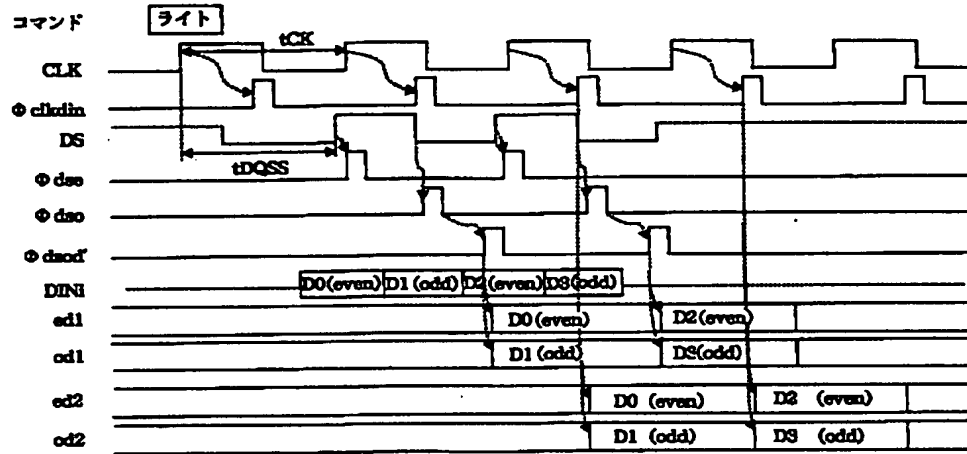 コマンド ライト
tCK
CLK
Φ clkdin
DS
tDQSS
Φ dse
Φ dso
Φ dsod'
DINi D0(even) D1(odd) D2(even) D3(odd)
ed1 D0(even) D2(even)
od1 D1(odd) D3(odd)
ed2 D0 (even) D2 (even)
od2 D1 (odd) D3 (odd)